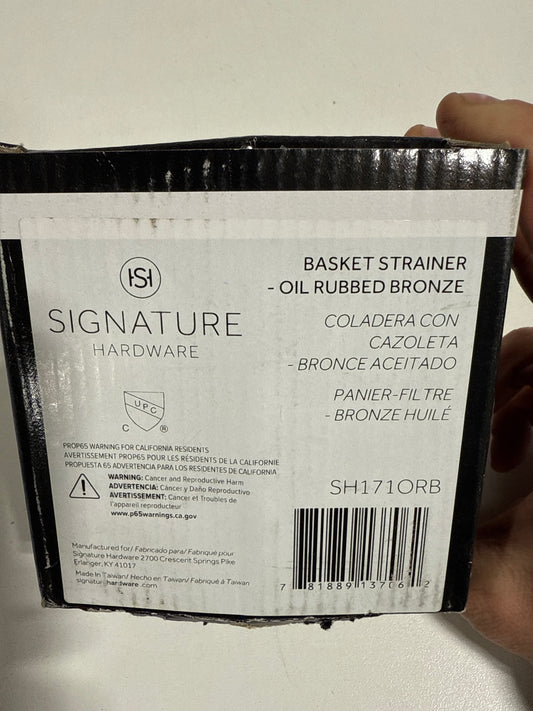 HS
SIGNATURE
HARDWARE
BASKET STRAINER
- OIL RUBBED BRONZE
COLADERA CON
CAZOLETA
- BRONCE ACEITADO
PANIER-FILTRE
- BRONZE HUILÉ
UPC
C ®
PROP65 WARNING FOR CALIFORNIA RESIDENTS
AVERTISSEMENT PROP65 POUR LES RÉSIDENTS DE LA CALIFORNIE
PROPUESTA 65 ADVERTENCIA PARA LOS RESIDENTES DE CALIFORNIA
WARNING: Cancer and Reproductive Harm
ADVERTENCIA: Cáncer y Daño Reproductivo
AVERTISSEMENT: Cancer et Troubles de
l'appareil reproducteur
www.p65warnings.ca.gov
SH171ORB
Manufactured for/ Fabricado para/ Fabriqué pour
Signature Hardware 2700 Crescent Springs Pike
Erlanger, KY 41017
Made In Taiwan/ Hecho en Taiwan/ Fabriqué à Taiwan
signaturehardware.com
7 81889 13706 2